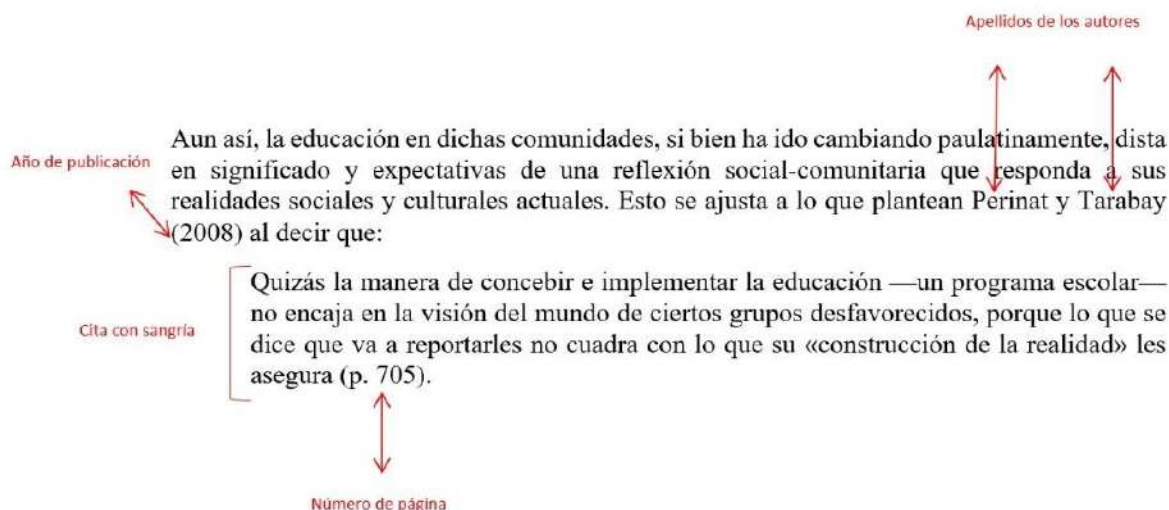 Apellidos de los autores
Aun así, la educación en dichas comunidades, si bien ha ido cambiando paulatinamente, dista
Año de publicación
en significado y expectativas de una reflexión social-comunitaria que responda a sus
realidades sociales y culturales actuales. Esto se ajusta a lo que plantean Perinat y Tarabay
(2008) al decir que:
Quizás la manera de concebir e implementar la educación —un programa escolar—
no encaja en la visión del mundo de ciertos grupos desfavorecidos, porque lo que se
Cita con sangría
dice que va a reportarles no cuadra con lo que su «construcción de la realidad» les
asegura (p. 705).
Número de página